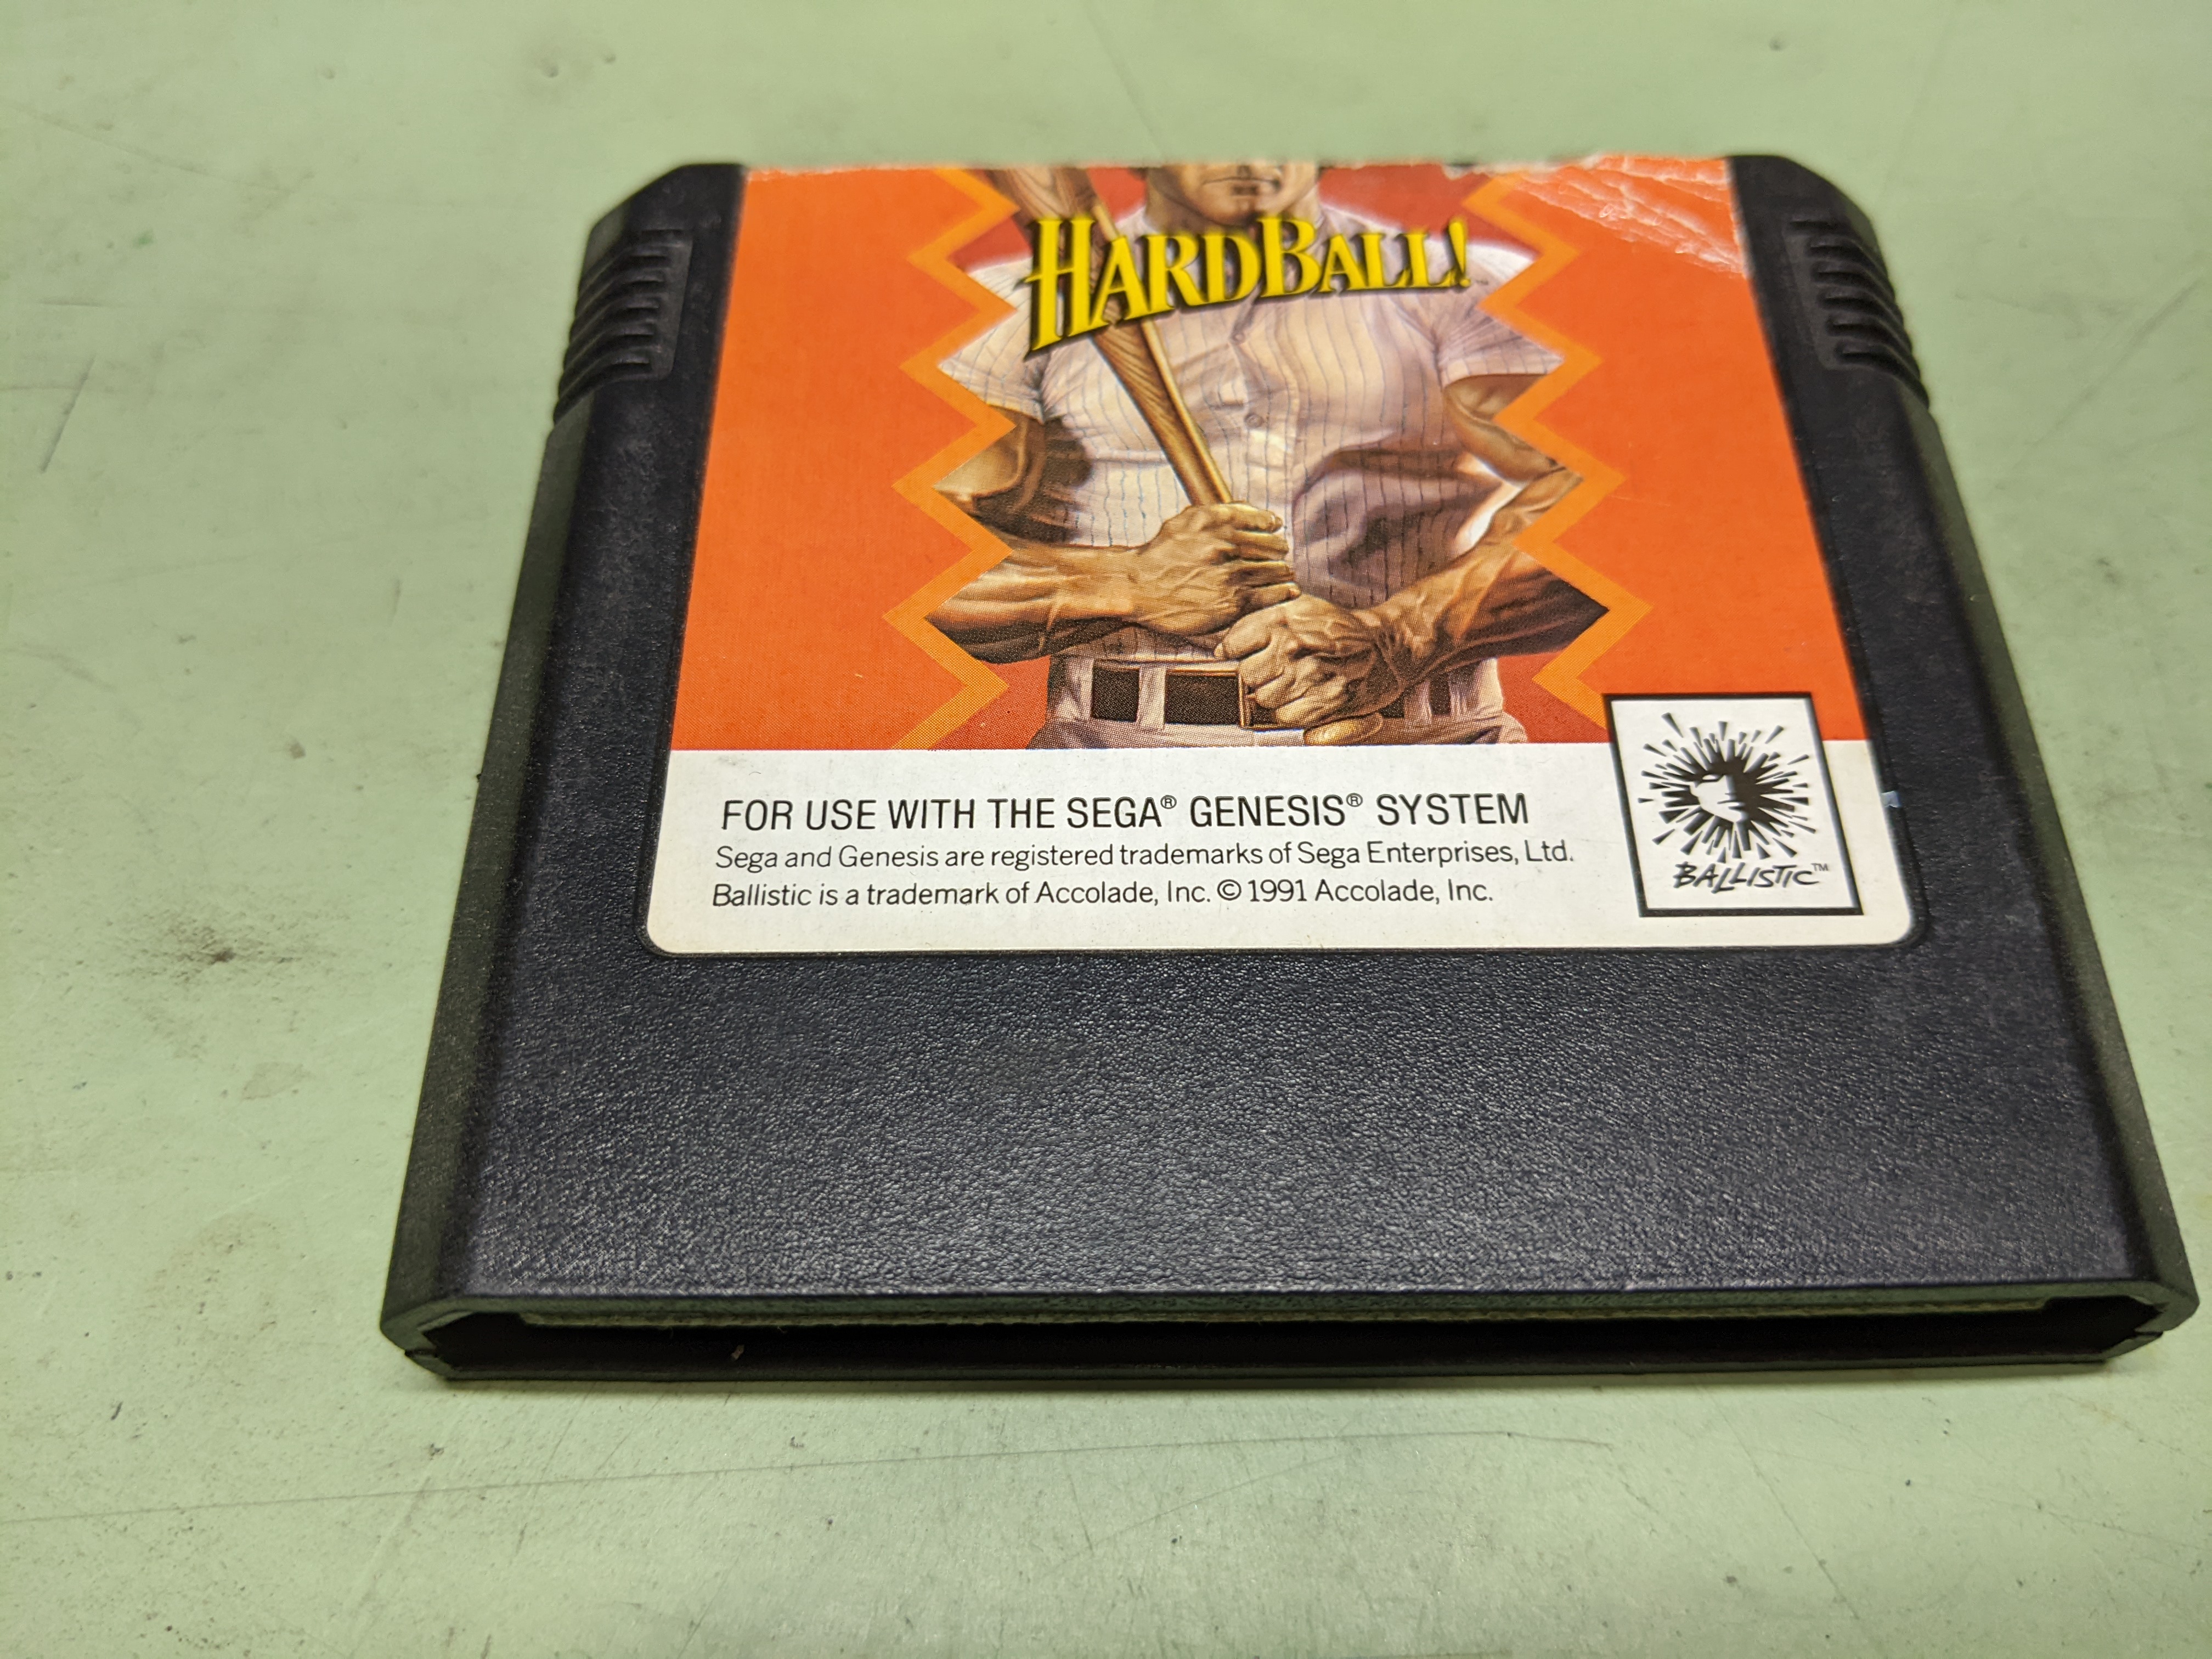 HARDBALL!™
FOR USE WITH THE SEGA® GENESIS® SYSTEM
Sega and Genesis are registered trademarks of Sega Enterprises, Ltd.
Ballistic is a trademark of Accolade, Inc. © 1991 Accolade, Inc.
BALLISTIC™